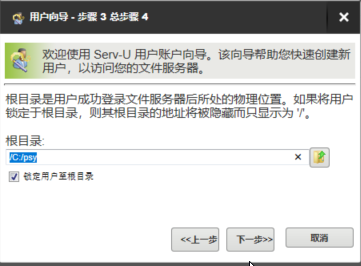 用户向导 - 步骤 3 总步骤 4
欢迎使用 Serv-U 用户账户向导。该向导帮助您快速创建新
用户，以访问您的文件服务器。
根目录是用户成功登录文件服务器后所处的物理位置。如果将用户
锁定于根目录，则其根目录的地址将被隐藏而只显示为 '/'。
根目录:
/C:/psy
锁定用户至根目录
<<上一步 下一步>> 取消